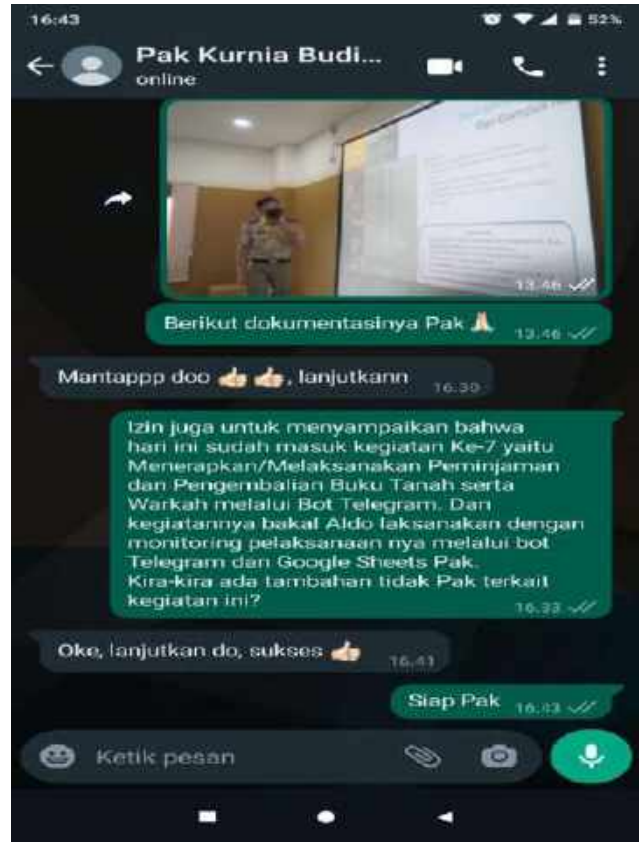 16:43
52%
Pak Kurnia Budi...
online
13.46
Berikut dokumentasinya Pak 🙏🏻
13.46
Mantappp doo 👍🏻👍🏻, lanjutkann
16.30
Izin juga untuk menyampaikan bahwa
hari ini sudah masuk kegiatan Ke-7 yaitu
Menerapkan/Melaksanakan Peminjaman
dan Pengembalian Buku Tanah serta
Warkah melalui Bot Telegram. Dan
kegiatannya bakal Aldo laksanakan dengan
monitoring pelaksanaan nya melalui bot
Telegram dan Google Sheets Pak.
Kira-kira ada tambahan tidak Pak terkait
kegiatan ini?
16.33
Oke, lanjutkan do, sukses 👍🏻
16.41
Siap Pak
16.43
Ketik pesan